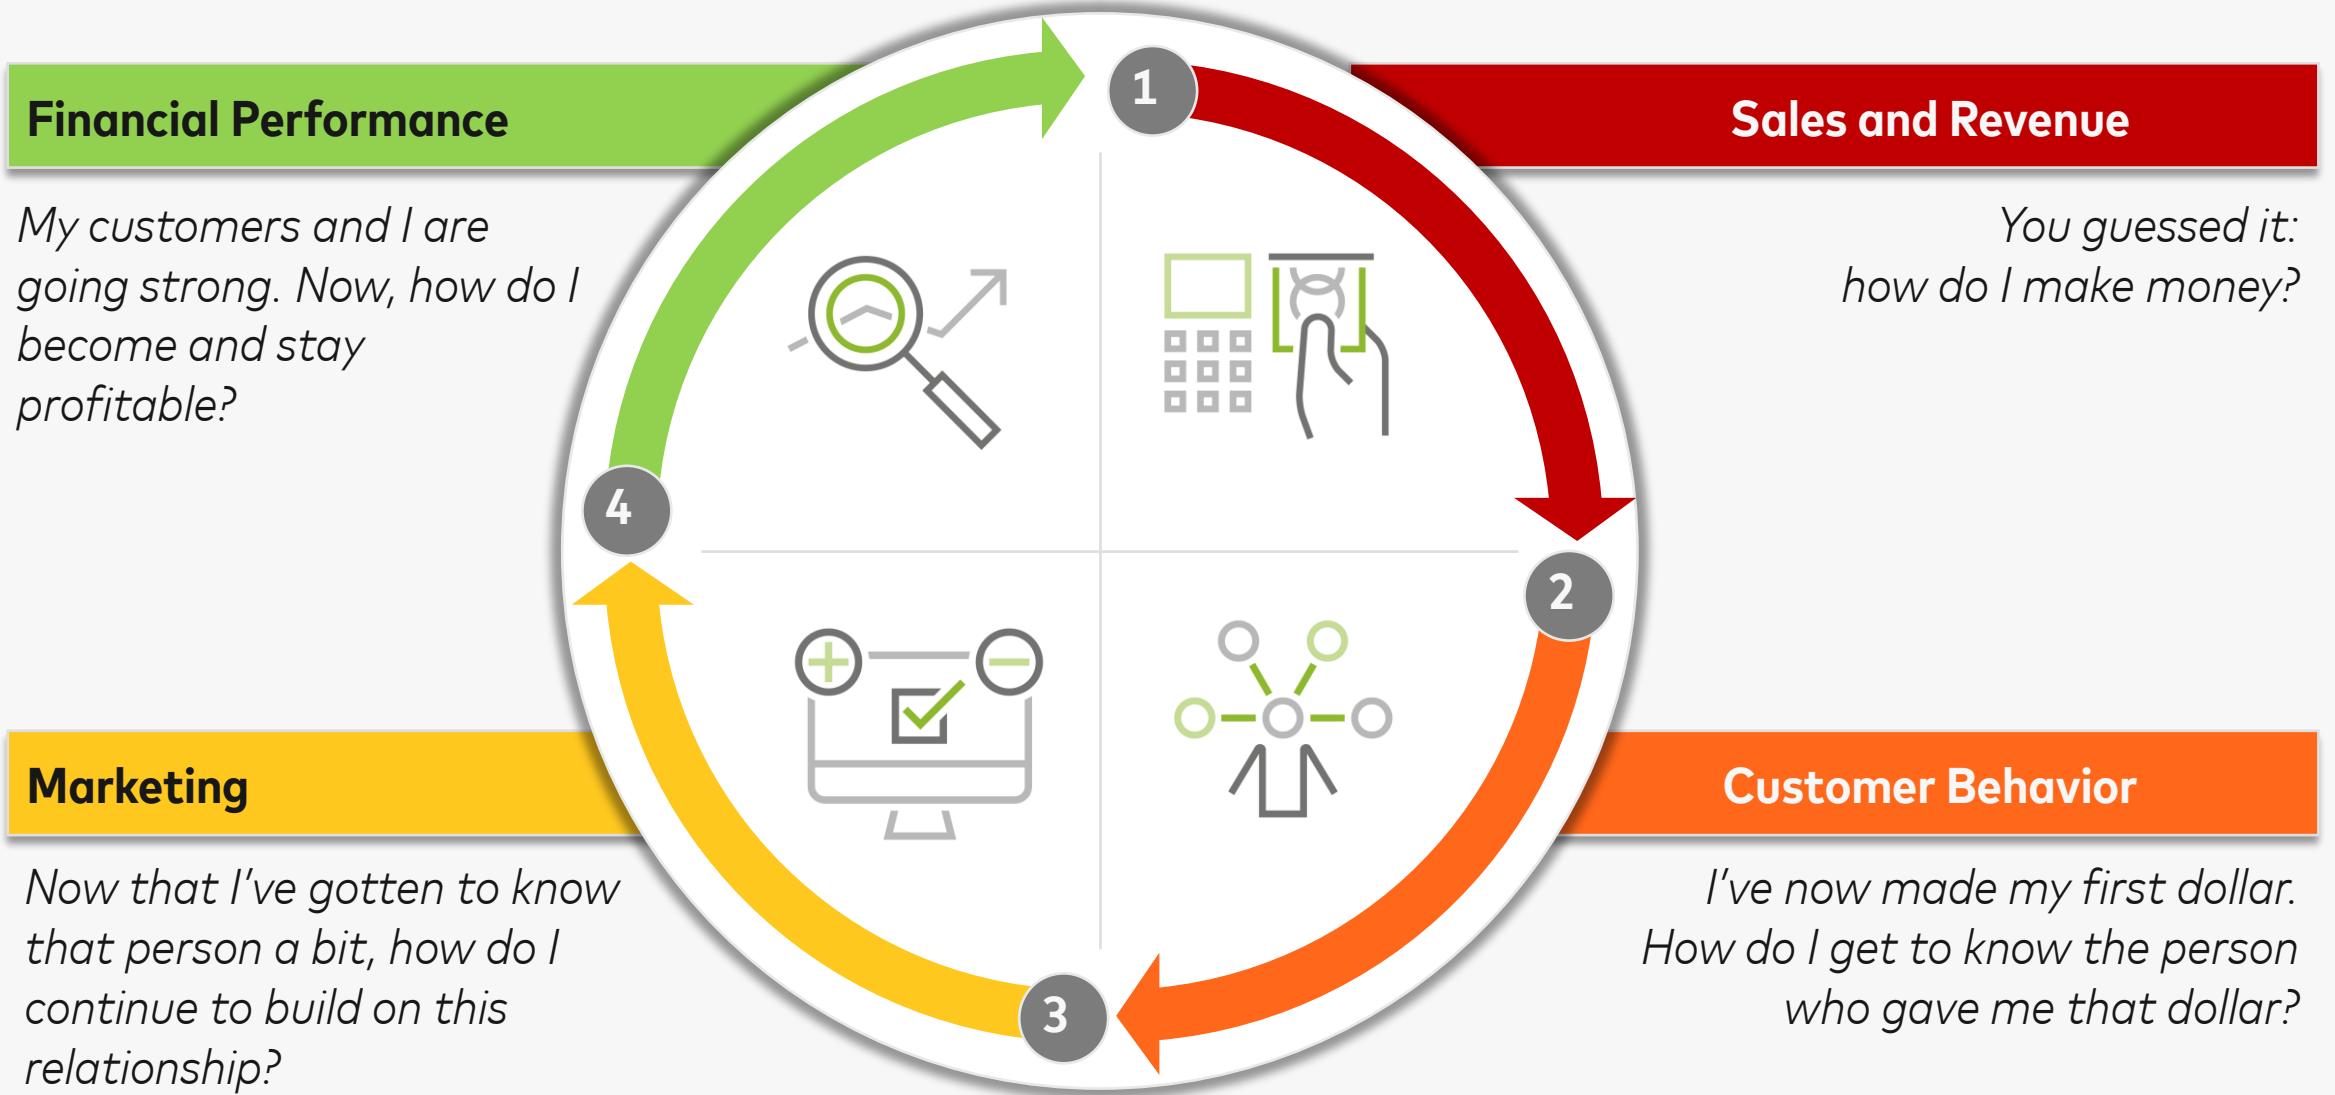 Financial Performance
My customers and I are
going strong. Now, how do I
become and stay
profitable?
1
Sales and Revenue
You guessed it:
how do I make money?
4
2
Marketing
Now that I've gotten to know
that person a bit, how do I
continue to build on this
relationship?
3
Customer Behavior
I've now made my first dollar.
How do I get to know the person
who gave me that dollar?